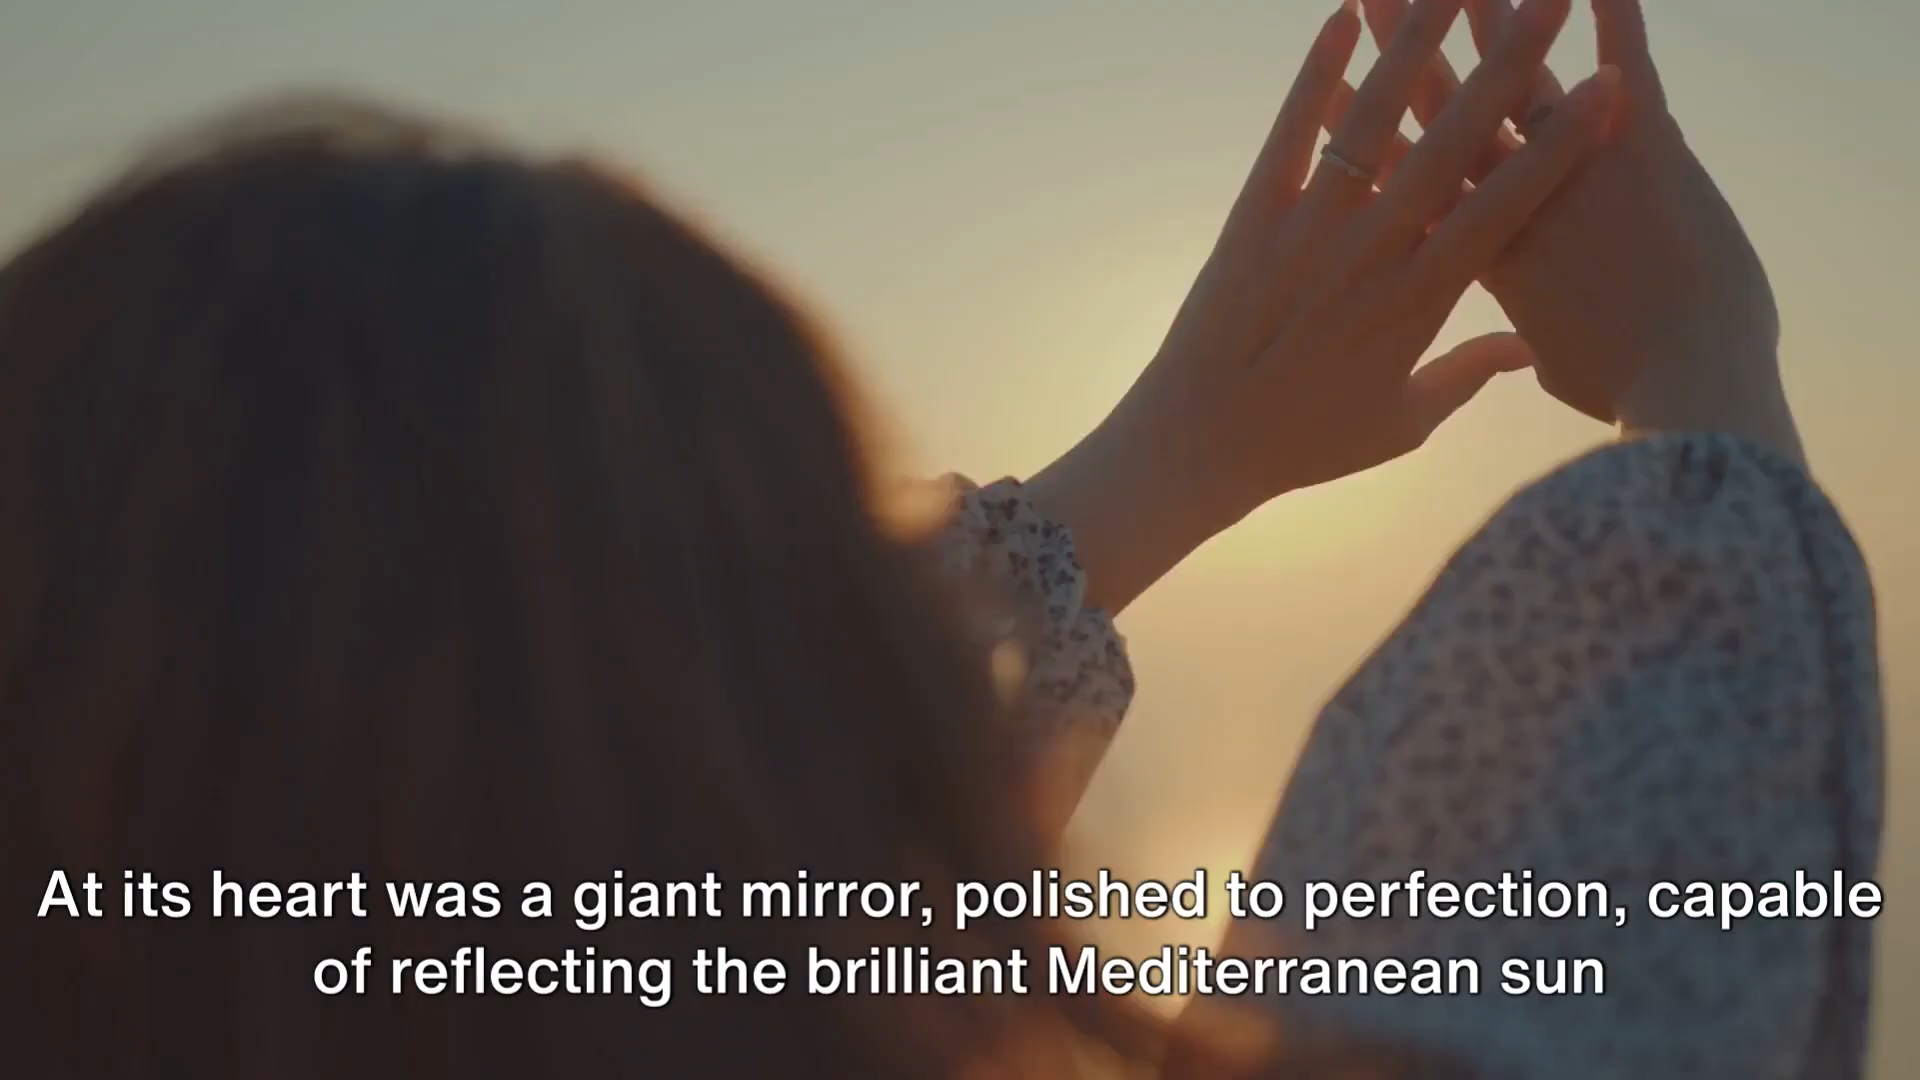 At its heart was a giant mirror, polished to perfection, capable
of reflecting the brilliant Mediterranean sun